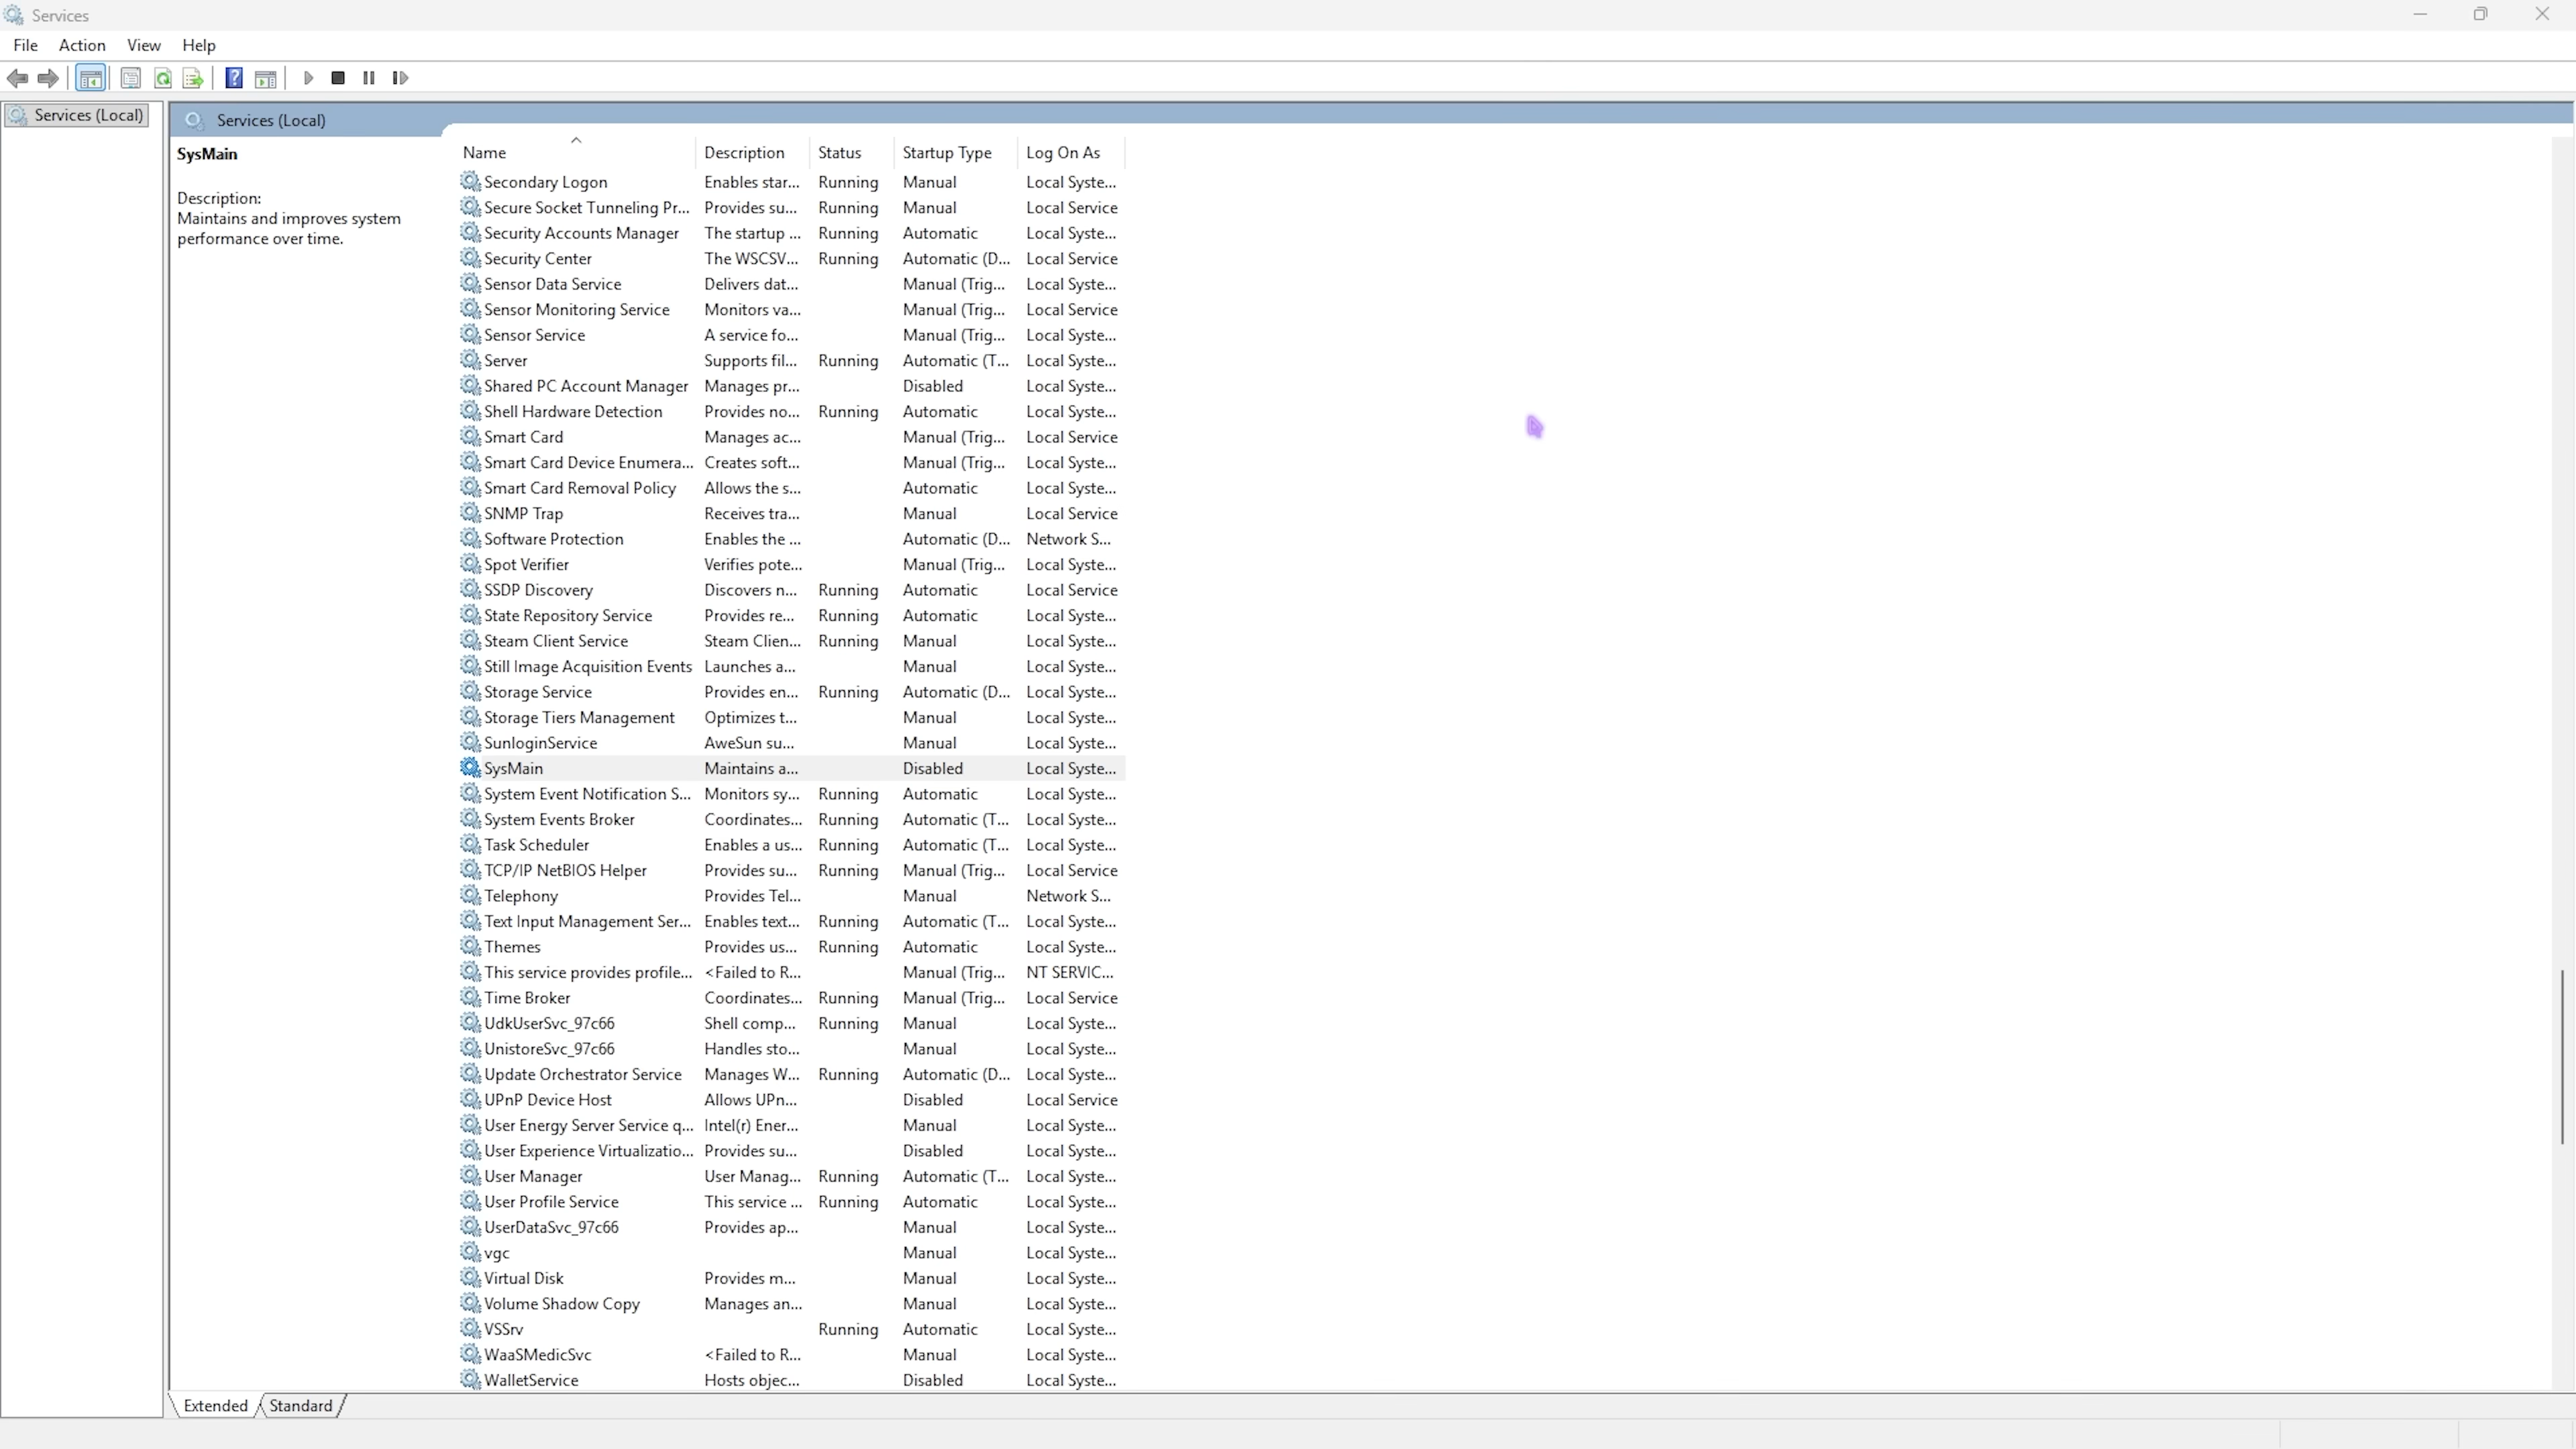 Services
File Action View Help
Services (Local)
Services (Local)
SysMain
Description:
Maintains and improves system
performance over time.
Name Description Status Startup Type Log On As
Secondary Logon Enables star... Running Manual Local Syste...
Secure Socket Tunneling Pr... Provides su... Running Manual Local Service
Security Accounts Manager The startup ... Running Automatic Local Syste...
Security Center The WSCSV... Running Automatic (D... Local Service
Sensor Data Service Delivers dat... Manual (Trig... Local Syste...
Sensor Monitoring Service Monitors va... Manual (Trig... Local Service
Sensor Service A service fo... Manual (Trig... Local Syste...
Server Supports fil... Running Automatic (T... Local Syste...
Shared PC Account Manager Manages pr... Disabled Local Syste...
Shell Hardware Detection Provides no... Running Automatic Local Syste...
Smart Card Manages ac... Manual (Trig... Local Service
Smart Card Device Enumera... Creates soft... Manual (Trig... Local Syste...
Smart Card Removal Policy Allows the s... Automatic Local Syste...
SNMP Trap Receives tra... Manual Local Service
Software Protection Enables the ... Automatic (D... Network S...
Spot Verifier Verifies pote... Manual (Trig... Local Syste...
SSDP Discovery Discovers n... Running Automatic Local Service
State Repository Service Provides re... Running Automatic Local Syste...
Steam Client Service Steam Clien... Running Manual Local Syste...
Still Image Acquisition Events Launches a... Manual Local Syste...
Storage Service Provides en... Running Automatic (D... Local Syste...
Storage Tiers Management Optimizes t... Manual Local Syste...
SunloginService AweSun su... Manual Local Syste...
SysMain Maintains a... Disabled Local Syste...
System Event Notification S... Monitors sy... Running Automatic Local Syste...
System Events Broker Coordinates... Running Automatic (T... Local Syste...
Task Scheduler Enables a us... Running Automatic (T... Local Syste...
TCP/IP NetBIOS Helper Provides su... Running Manual (Trig... Local Service
Telephony Provides Tel... Manual Network S...
Text Input Management Ser... Enables text... Running Automatic (T... Local Syste...
Themes Provides us... Running Automatic Local Syste...
This service provides profile... <Failed to R... Manual (Trig... NT SERVIC...
Time Broker Coordinates... Running Manual (Trig... Local Service
UdkUserSvc_97c66 Shell comp... Running Manual Local Syste...
UnistoreSvc_97c66 Handles sto... Manual Local Syste...
Update Orchestrator Service Manages W... Running Automatic (D... Local Syste...
UPnP Device Host Allows UPn... Disabled Local Service
User Energy Server Service q... Intel(r) Ener... Manual Local Syste...
User Experience Virtualizatio... Provides su... Disabled Local Syste...
User Manager User Manag... Running Automatic (T... Local Syste...
User Profile Service This service ... Running Automatic Local Syste...
UserDataSvc_97c66 Provides ap... Manual Local Syste...
vgc Manual Local Syste...
Virtual Disk Provides m... Manual Local Syste...
Volume Shadow Copy Manages an... Manual Local Syste...
VSSrv Running Automatic Local Syste...
WaaSMedicSvc <Failed to R... Manual Local Syste...
WalletService Hosts objec... Disabled Local Syste...
Extended Standard